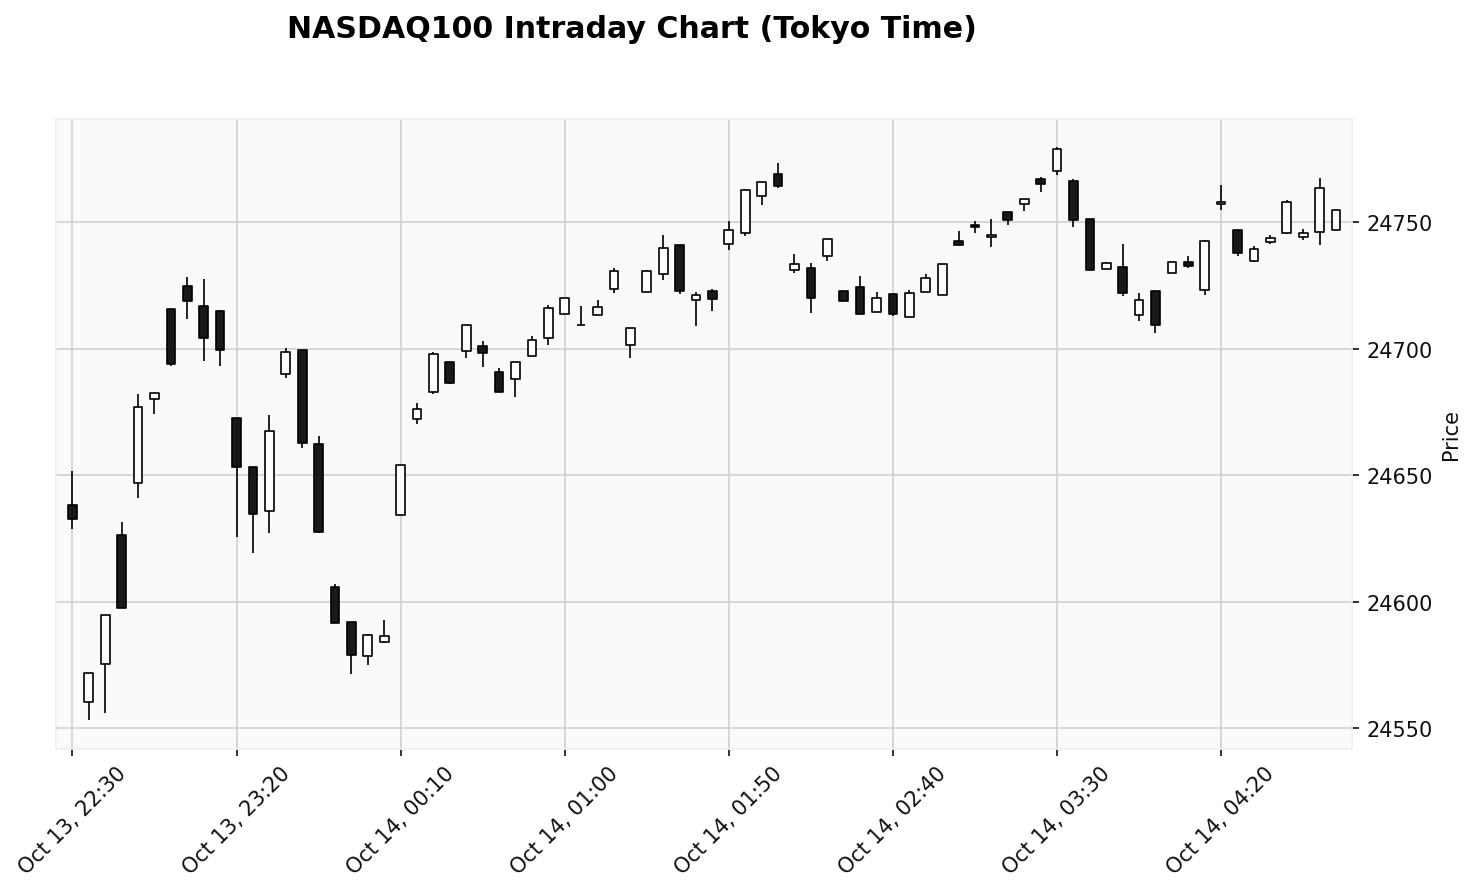 NASDAQ100 Intraday Chart (Tokyo Time)
24750
24700
24650
24600
24550
Price
Oct 13, 22:30
Oct 13, 23:20
Oct 14, 00:10
Oct 14, 01:00
Oct 14, 01:50
Oct 14, 02:40
Oct 14, 03:30
Oct 14, 04:20